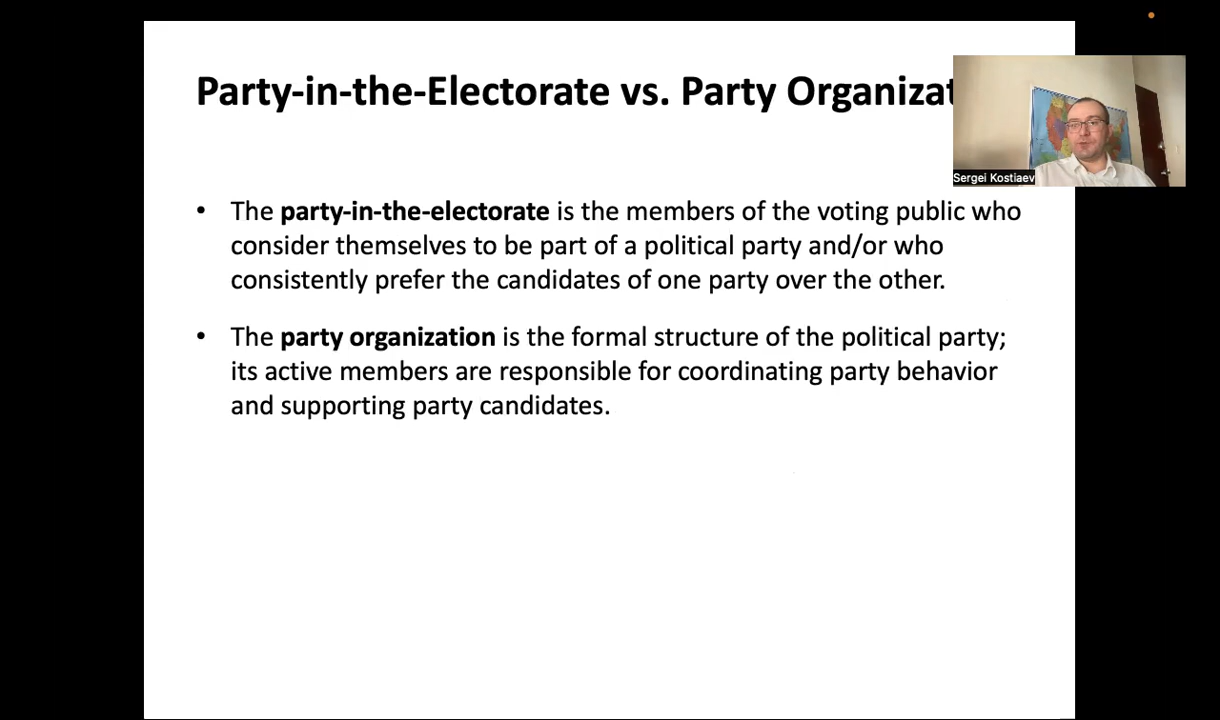 Party-in-the-Electorate vs. Party Organizat
Sergei Kostiaev
• The party-in-the-electorate is the members of the voting public who
consider themselves to be part of a political party and/or who
consistently prefer the candidates of one party over the other.
• The party organization is the formal structure of the political party;
its active members are responsible for coordinating party behavior
and supporting party candidates.